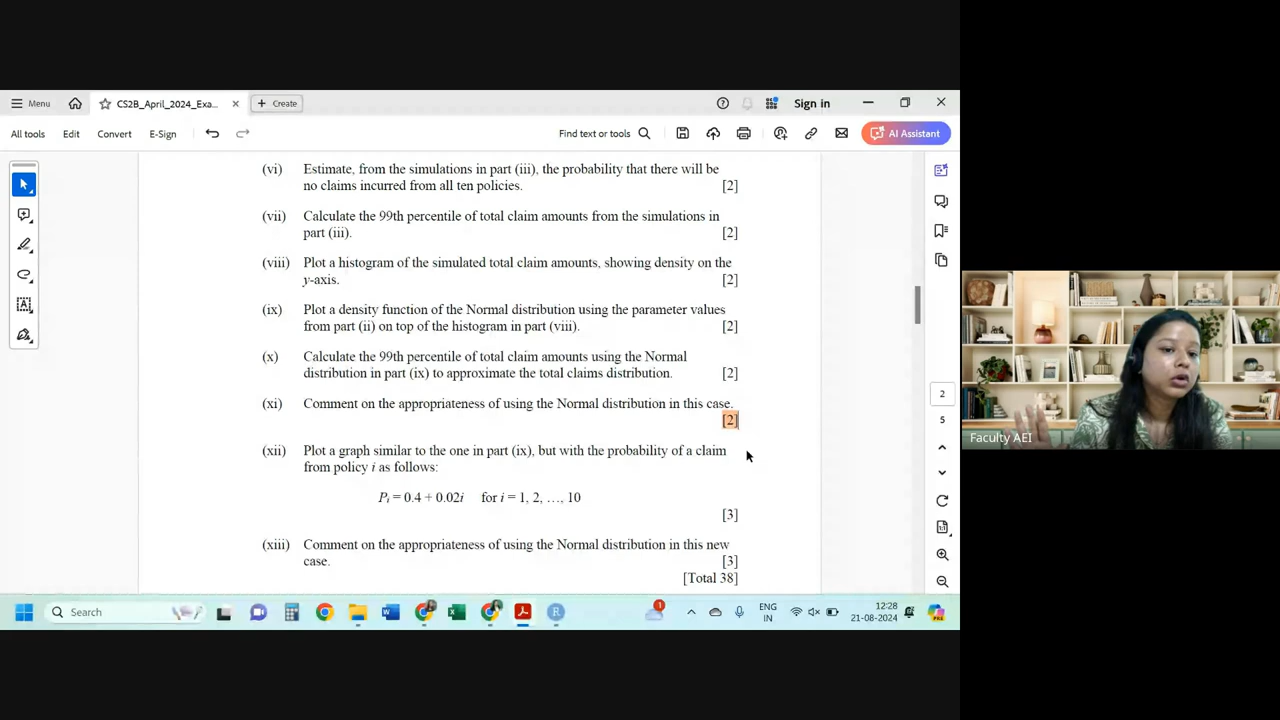 Menu
CS2B_April_2024_Exa...
Create
Sign in
All tools
Edit
Convert
E-Sign
Find text or tools
AI Assistant
(vi) Estimate, from the simulations in part (iii), the probability that there will be
no claims incurred from all ten policies. [2]
(vii) Calculate the 99th percentile of total claim amounts from the simulations in
part (iii). [2]
(viii) Plot a histogram of the simulated total claim amounts, showing density on the
y-axis. [2]
(ix) Plot a density function of the Normal distribution using the parameter values
from part (ii) on top of the histogram in part (viii). [2]
(x) Calculate the 99th percentile of total claim amounts using the Normal
distribution in part (ix) to approximate the total claims distribution. [2]
(xi) Comment on the appropriateness of using the Normal distribution in this case.
[2]
(xii) Plot a graph similar to the one in part (ix), but with the probability of a claim
from policy i as follows:
Pᵢ = 0.4 + 0.02i for i = 1, 2, …, 10
[3]
(xiii) Comment on the appropriateness of using the Normal distribution in this new
case. [3]
[Total 38]
2
5
Faculty AEI
Search
1
ENG
IN
12:28
21-08-2024